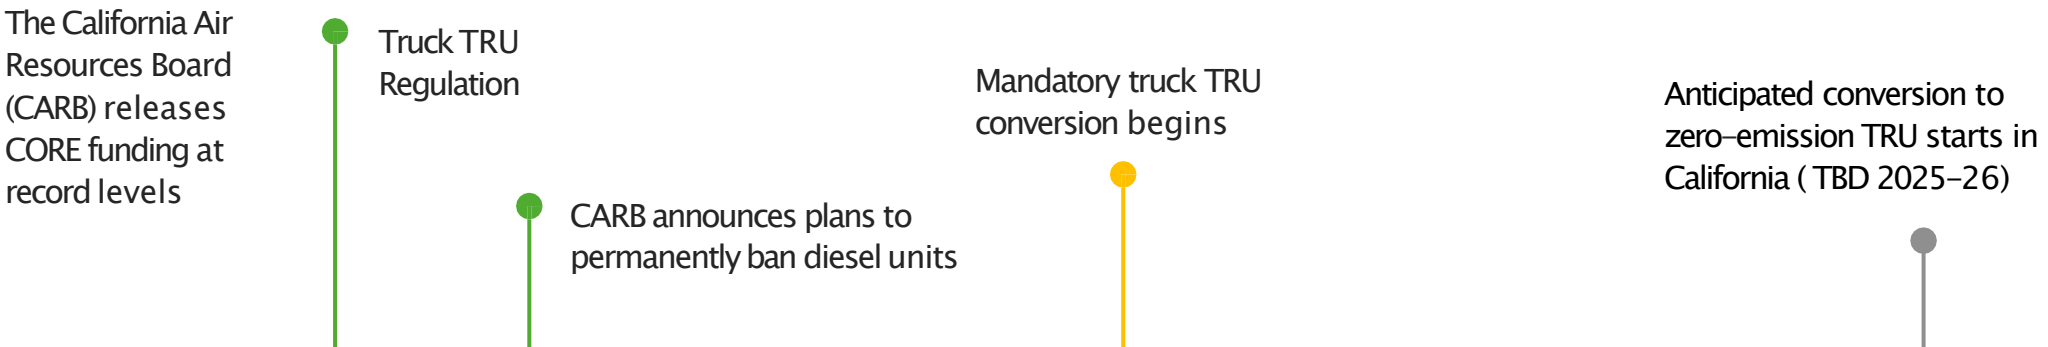 The California Air
Resources Board
(CARB) releases
CORE funding at
record levels
Truck TRU
Regulation
CARB announces plans to
permanently ban diesel units
Mandatory truck TRU
conversion begins
Anticipated conversion to
zero–emission TRU starts in
California ( TBD 2025–26)